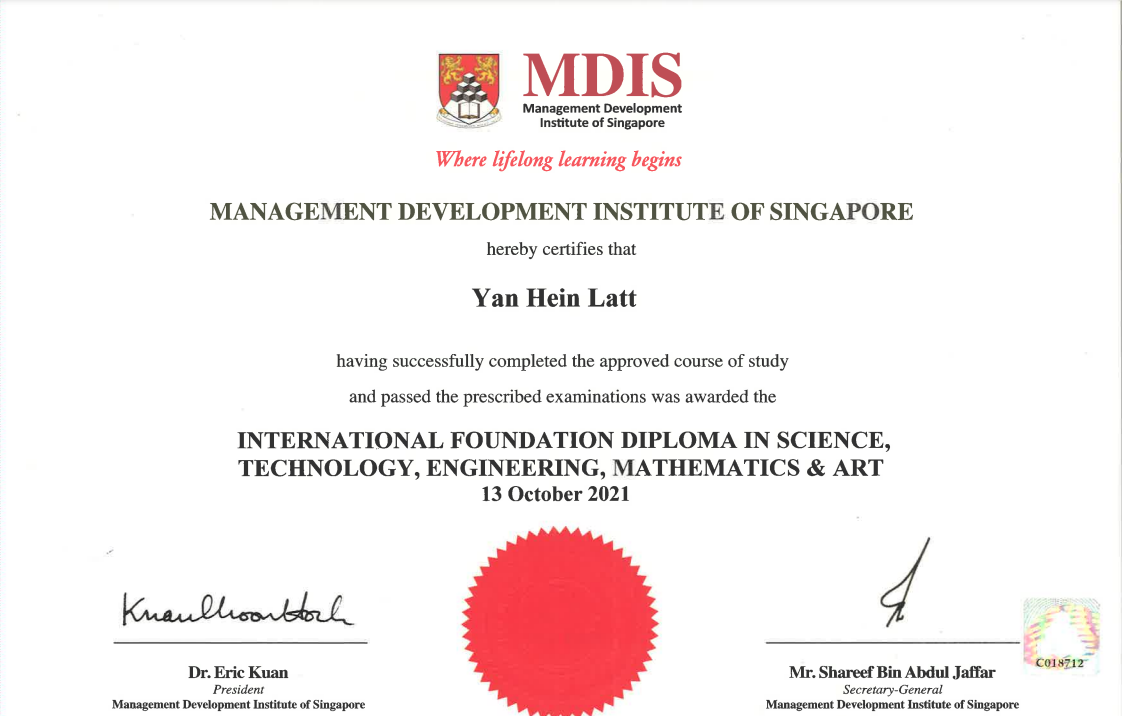 MDIS
Management Development
Institute of Singapore
Where lifelong learning begins
MANAGEMENT DEVELOPMENT INSTITUTE OF SINGAPORE
hereby certifies that
Yan Hein Latt
having successfully completed the approved course of study
and passed the prescribed examinations was awarded the
INTERNATIONAL FOUNDATION DIPLOMA IN SCIENCE,
TECHNOLOGY, ENGINEERING, MATHEMATICS & ART
13 October 2021
C018712
Dr. Eric Kuan
President
Management Development Institute of Singapore
Mr. Shareef Bin Abdul Jaffar
Secretary-General
Management Development Institute of Singapore